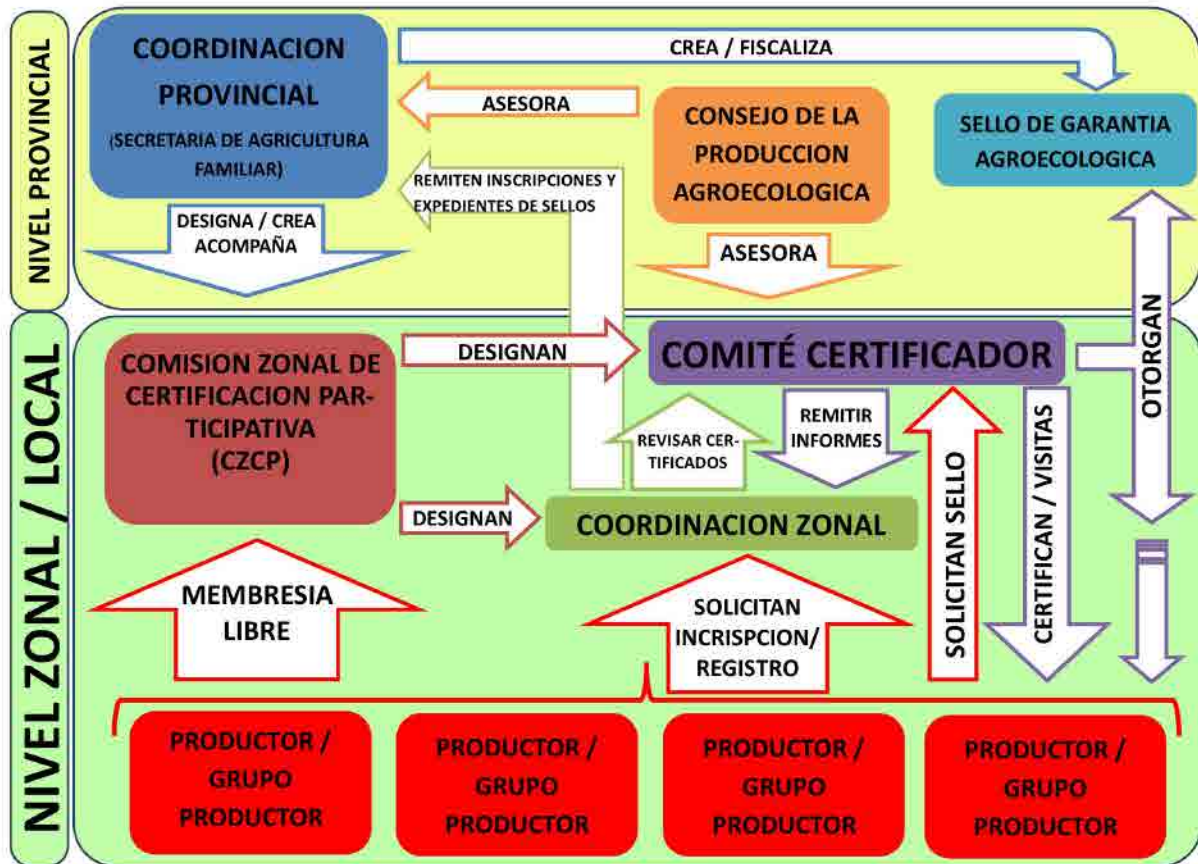 NIVEL PROVINCIAL
COORDINACION
PROVINCIAL
(SECRETARIA DE AGRICULTURA
FAMILIAR)
CREA / FISCALIZA
ASESORA
CONSEJO DE LA
PRODUCCION
AGROECOLOGICA
SELLO DE GARANTIA
AGROECOLOGICA
REMITEN INSCRIPCIONES Y
EXPEDIENTES DE SELLOS
DESIGNA / CREA
ACOMPAÑA
ASESORA
NIVEL ZONAL / LOCAL
COMISION ZONAL DE
CERTIFICACION PAR-
TICIPATIVA
(CZCP)
DESIGNAN
COMITÉ CERTIFICADOR
OTORGAN
REVISAR CER-
TIFICADOS
REMITIR
INFORMES
DESIGNAN
COORDINACION ZONAL
SOLICITAN SELLO
CERTIFICAN / VISITAS
MEMBRESIA
LIBRE
SOLICITAN
INCRISPCION/
REGISTRO
PRODUCTOR /
GRUPO
PRODUCTOR
PRODUCTOR /
GRUPO
PRODUCTOR
PRODUCTOR /
GRUPO
PRODUCTOR
PRODUCTOR /
GRUPO
PRODUCTOR